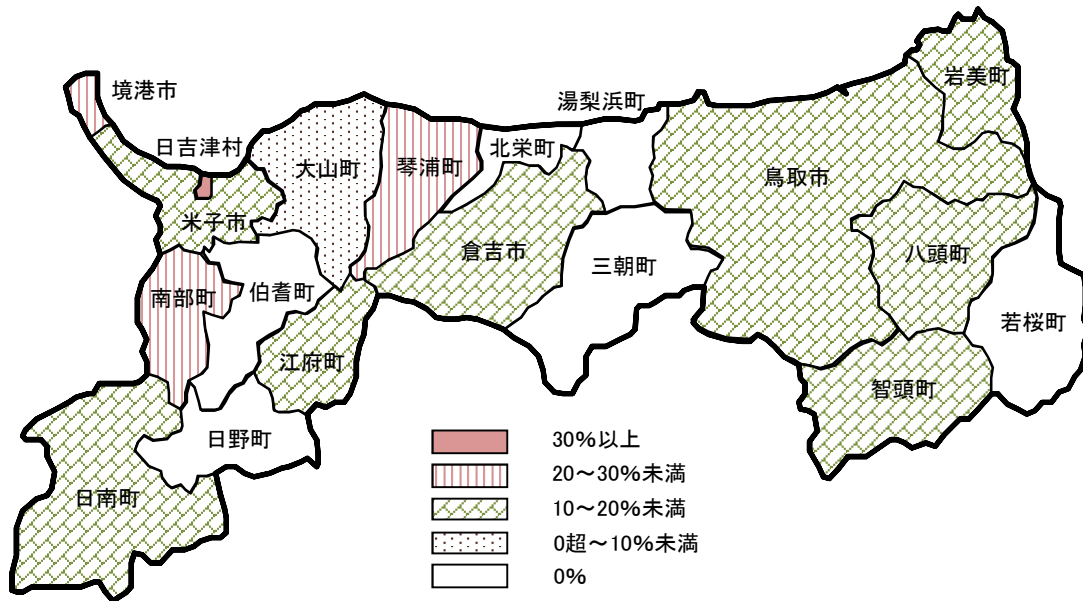 岩美町
境港市
湯梨浜町
日吉津村
北栄町
大山町
琴浦町
鳥取市
米子市
倉吉市
八頭町
三朝町
南部町
伯耆町
若桜町
江府町
智頭町
日野町
日南町
30%以上
20~30%未満
10~20%未満
0超~10%未満
0%